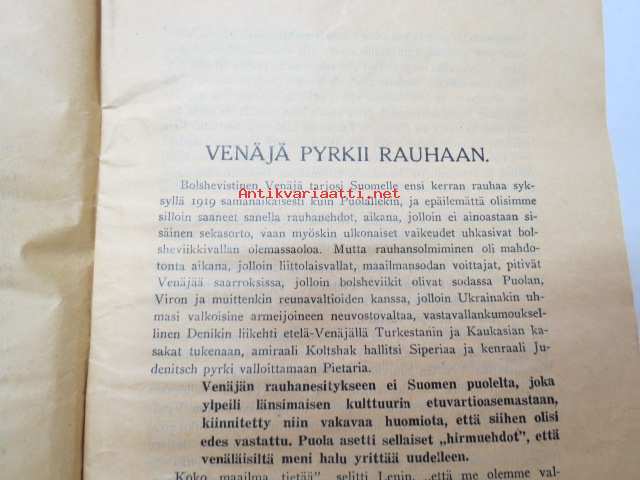 VENÄJÄ PYRKII RAUHAAN.
Bolshevistinen Venäjä tarjosi Suomelle ensi kerran rauhaa syk-
syllä 1919 samanaikaisesti kuin Puolallekin, ja epäilemättä olisimme
Antikvariaatti.net
silloin saaneet sanella rauhanehdot, aikana, jolloin ei ainoastaan si-
säinen sekasorto, vaan myöskin ulkonaiset vaikeudet uhkasivat bol-
sheviikkivallan olemassaoloa. Mutta rauhansolmiminen oli mahdo-
tonta aikana, jolloin liittolaisvallat, maailmansodan voittajat, pitivät
Venäjää saarroksissa, jolloin bolsheviikit olivat sodassa Puolan,
Viron ja muittenkin reunavaltioiden kanssa, jolloin Ukrainakin uh-
masi valkoisine armeijoineen neuvostovaltaa, vastavallankumouksel-
linen Denikin liikehti etelä-Venäjällä Turkestanin ja Kaukasian ka-
sakat tukenaan, amiraali Koltshak hallitsi Siperiaa ja kenraali Ju-
denitsch pyrki valloittamaan Pietaria.
Venäjän rauhanesitykseen ei Suomen puolelta, joka
ylpeili länsimaisen kulttuurin etuvartioasemastaan,
kiinnitetty niin vakavaa huomiota, että siihen olisi
edes vastattu. Puola asetti sellaiset „hirmuehdot", että
venäläisiltä meni halu yrittää uudelleen.
Koko maailma tietää" selitti Lenin, „että me olemme val-